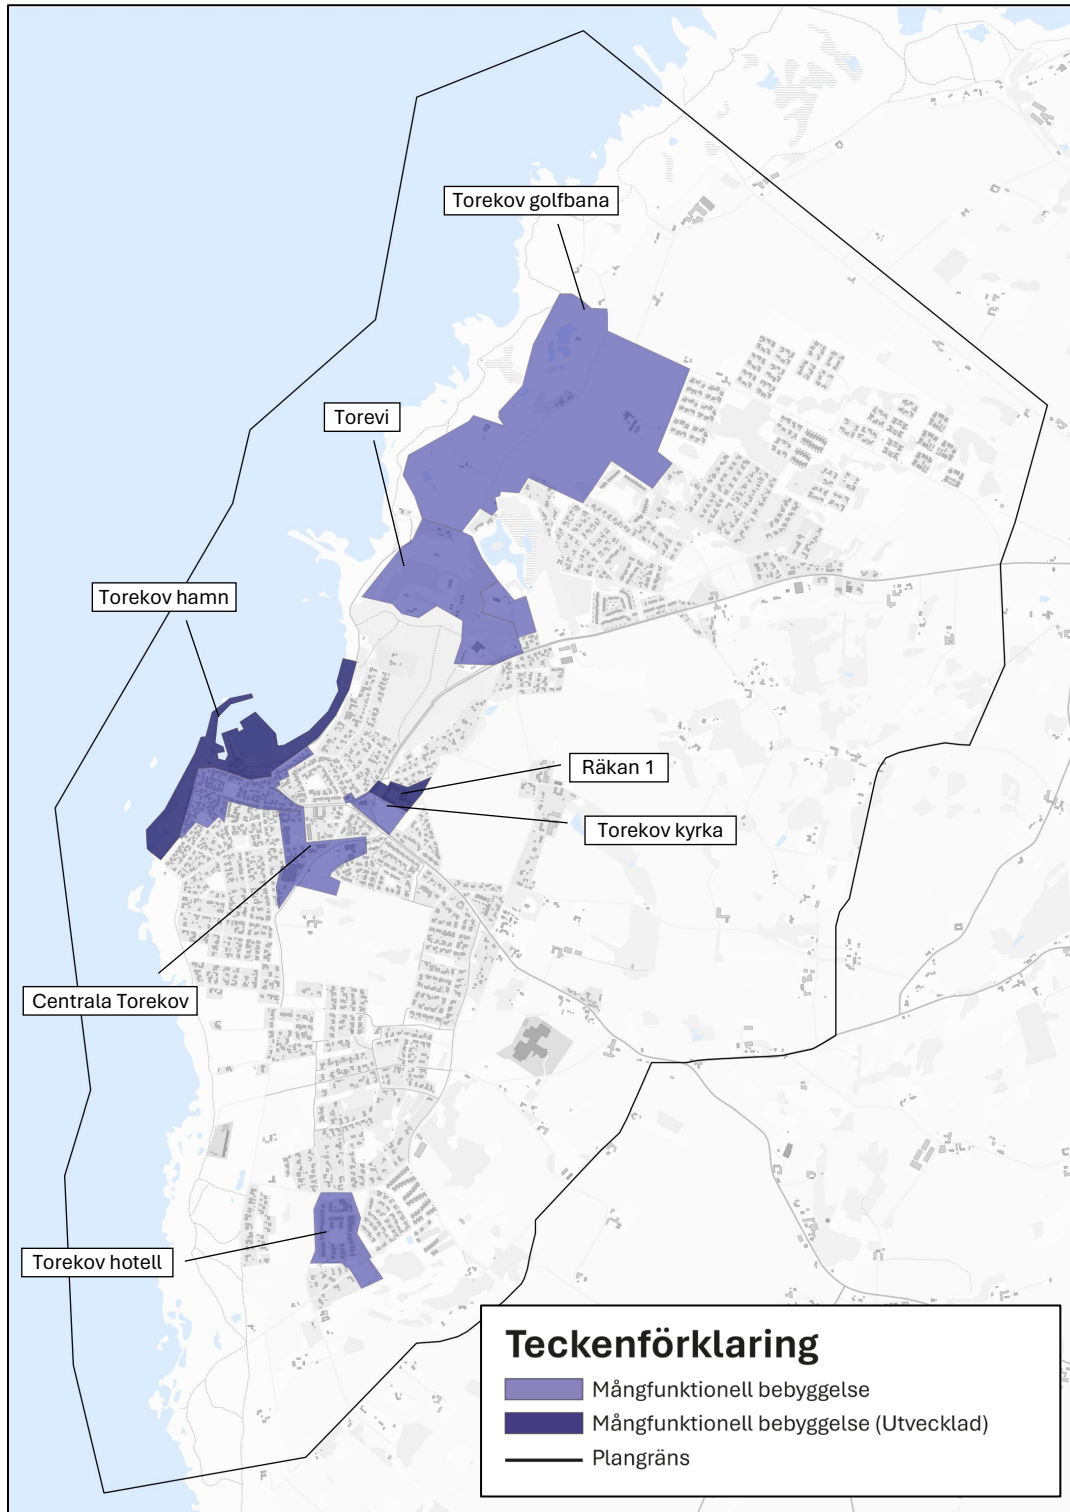 Torekov golfbana
Torevi
Torekov hamn
Räkan 1
Torekov kyrka
Centrala Torekov
Torekov hotell
Teckenförklaring
Mångfunktionell bebyggelse
Mångfunktionell bebyggelse (Utvecklad)
Plangräns